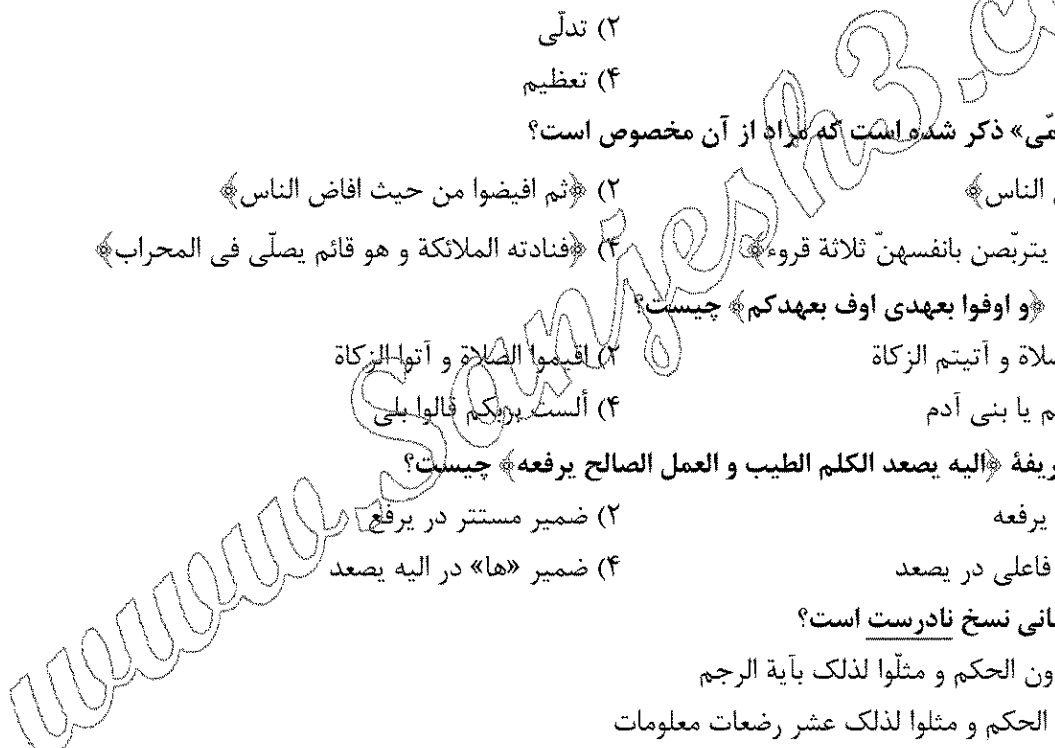 ۲) تدلّی
۴) تعظیم
مّی» ذکر شده است که مراد از آن مخصوص است؟
الناس﴾ ۲) ﴿ثم افیضوا من حیث افاض الناس﴾
یتربّصن بانفسهنّ ثلاثة قروء﴾ ۴) ﴿فنادته الملائکة و هو قائم یصلّی فی المحراب﴾
﴿و اوفوا بعهدی اوف بعهدکم﴾ چیست؟
صلاة و آتیتم الزکاة ۲) اقیموا الصلاة و آتوا الزکاة
م یا بنی آدم ۴) ألست بربکم قالوا بلی
ریفهٔ ﴿الیه یصعد الکلم الطیب و العمل الصالح یرفعه﴾ چیست؟
یرفعه ۲) ضمیر مستتر در یرفع
فاعلی در یصعد ۴) ضمیر «ها» در الیه یصعد
انی نسخ نادرست است؟
ون الحکم و مثلّوا لذلک بآیة الرجم
الحکم و مثلوا لذلک عشر رضعات معلومات
www.Sanjesh3.c